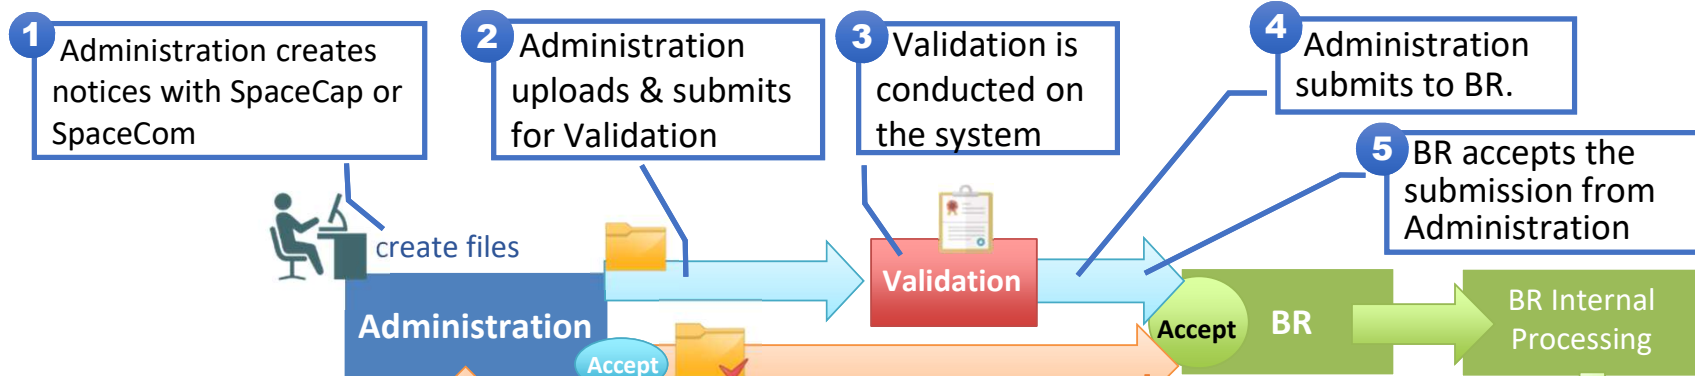 1
Administration creates
notices with SpaceCap or
SpaceCom
2
Administration
uploads & submits
for Validation
3
Validation is
conducted on
the system
4
Administration
submits to BR.
5
BR accepts the
submission from
Administration
create files
Administration
Accept
Validation
Accept
BR
BR Internal
Processing